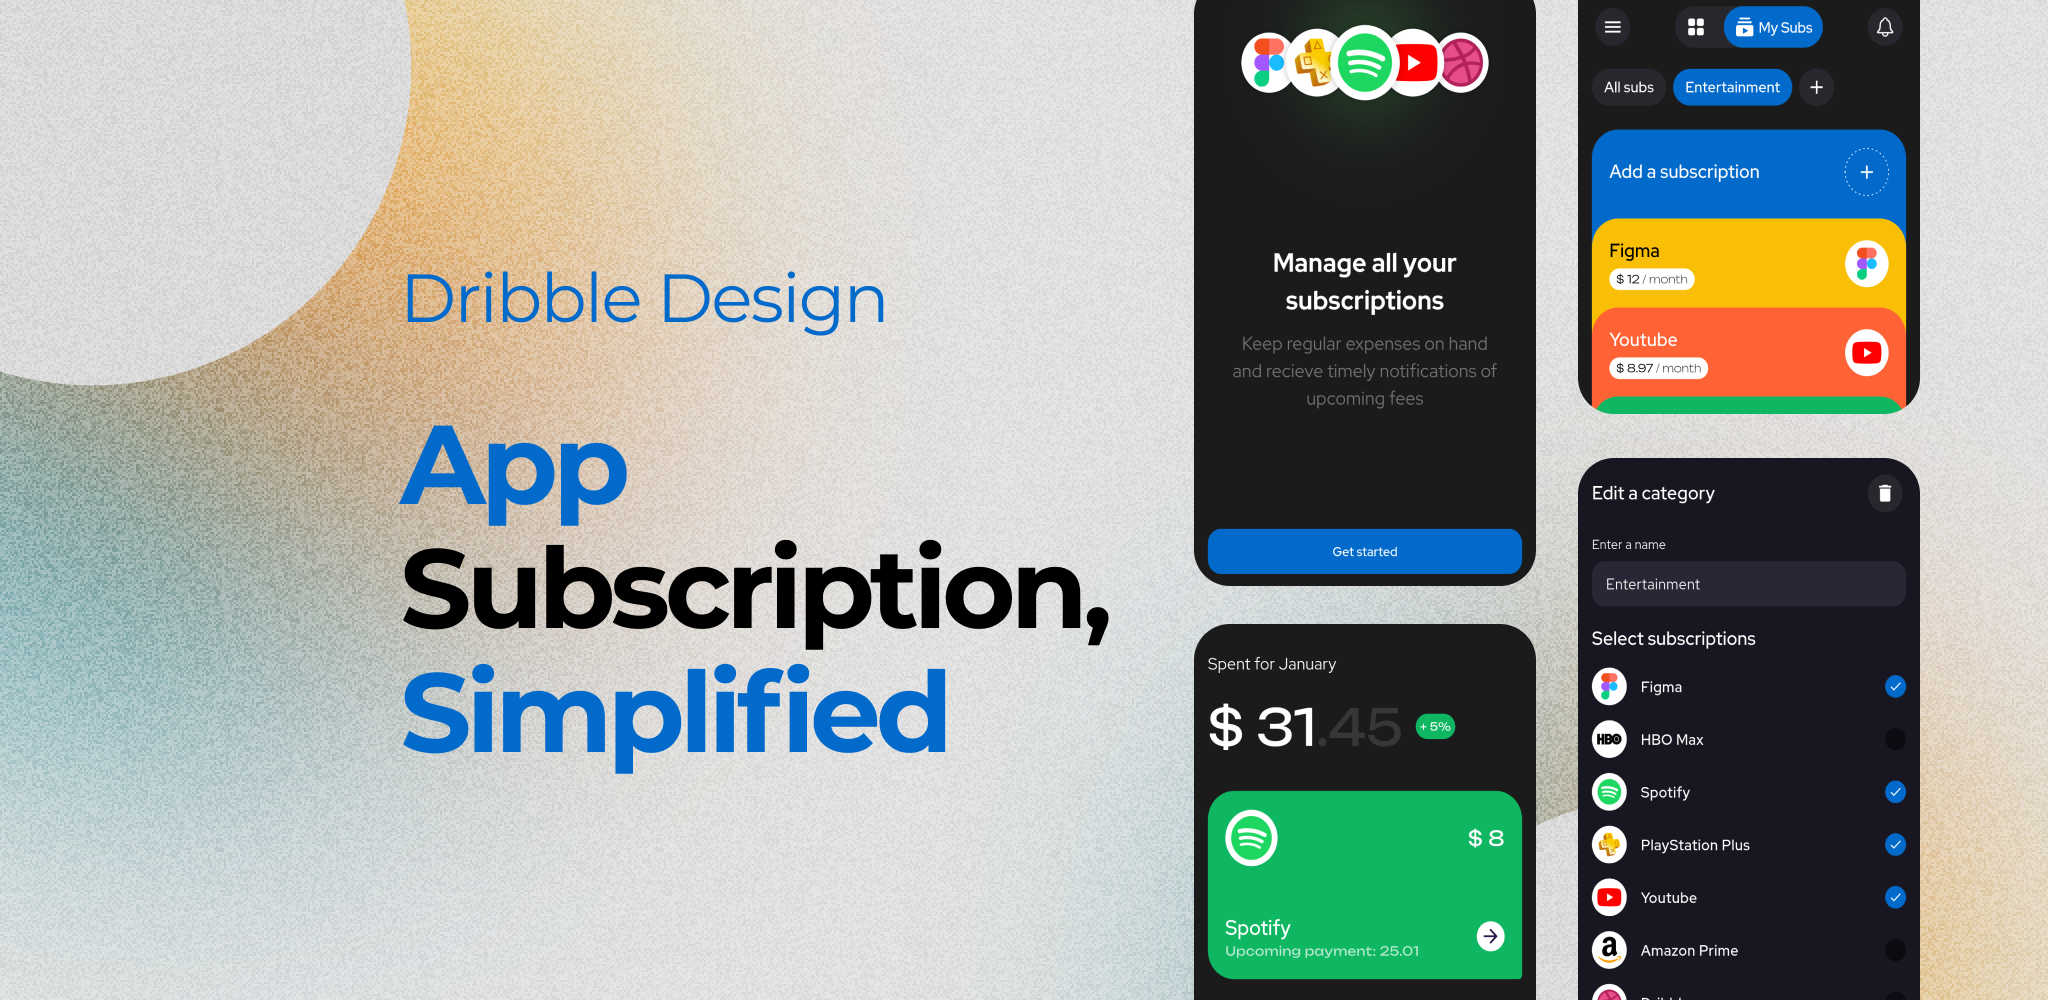 Dribble Design
App
Subscription,
Simplified
Manage all your
subscriptions
Keep regular expenses on hand
and recieve timely notifications of
upcoming fees
Get started
Spent for January
$ 31.45
+ 5%
$ 8
Spotify
Upcoming payment: 25.01
My Subs
All subs
Entertainment
Add a subscription
Figma
$ 12 / month
Youtube
$ 8.97 / month
Edit a category
Enter a name
Entertainment
Select subscriptions
Figma
HBO
HBO Max
Spotify
PlayStation Plus
Youtube
a
Amazon Prime